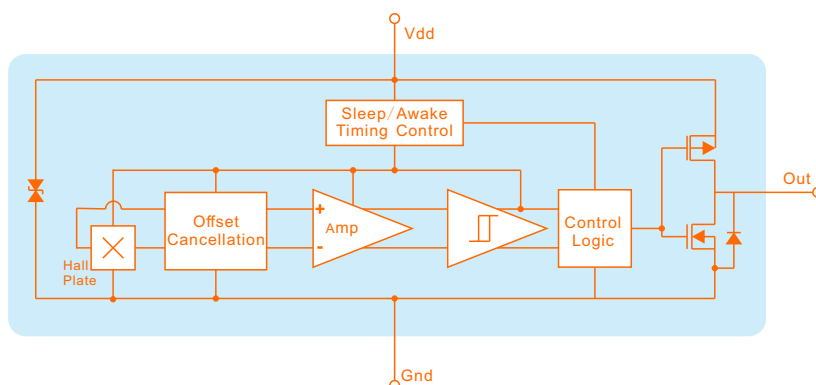 Vdd
Sleep/Awake
Timing Control
Out
Offset
Cancellation
+
Amp
-
Control
Logic
Hall
Plate
Gnd